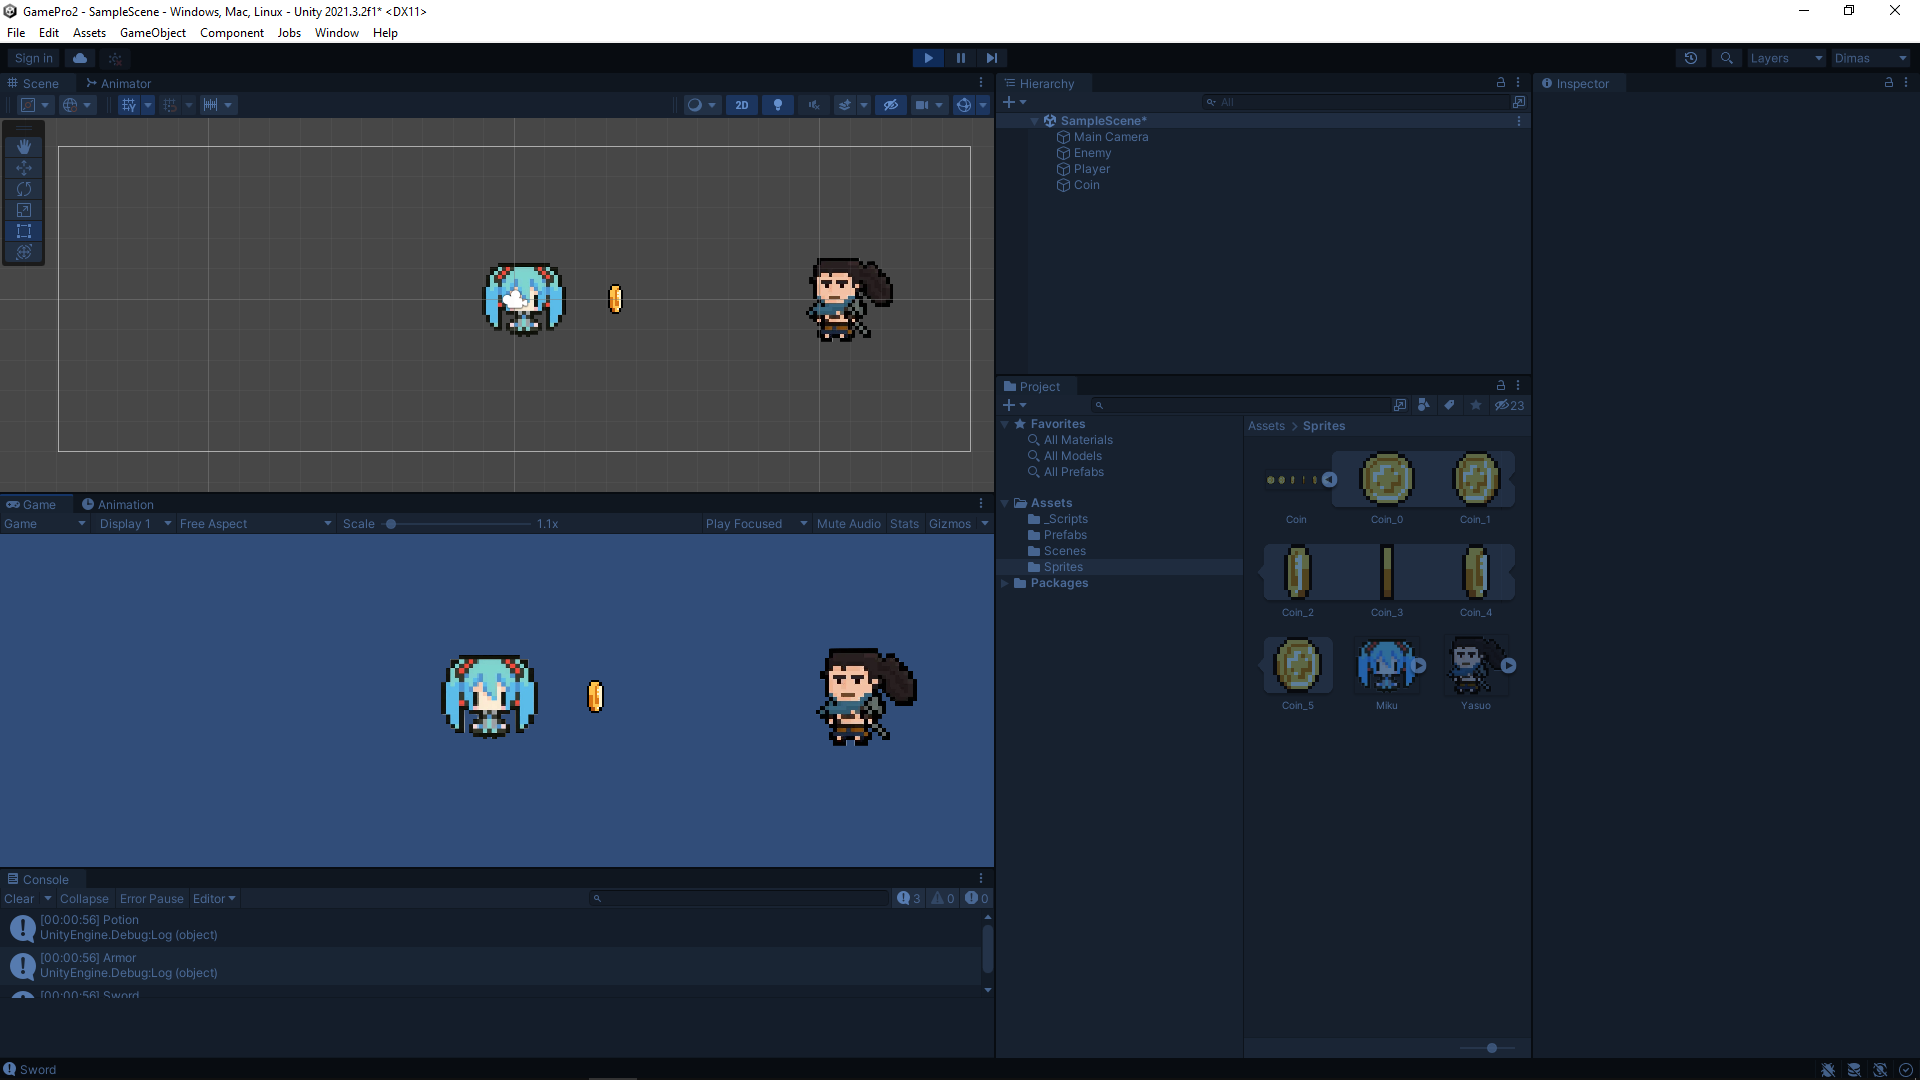 GamePro2 - SampleScene - Windows, Mac, Linux - Unity 2021.3.2f1* <DX11>
File Edit Assets GameObject Component Jobs Window Help
Sign in
Layers
Dimas
Scene
Animator
2D
Hierarchy
All
SampleScene*
Main Camera
Enemy
Player
Coin
Inspector
Game
Animation
Game
Display 1
Free Aspect
Scale
1.1x
Play Focused
Mute Audio
Stats
Gizmos
Project
23
Favorites
All Materials
All Models
All Prefabs
Assets
_Scripts
Prefabs
Scenes
Sprites
Packages
Assets > Sprites
Coin
Coin_0
Coin_1
Coin_2
Coin_3
Coin_4
Coin_5
Miku
Yasuo
Console
Clear
Collapse
Error Pause
Editor
3
0
0
[00:00:56] Potion
UnityEngine.Debug:Log (object)
[00:00:56] Armor
UnityEngine.Debug:Log (object)
[00:00:56] Sword
Sword